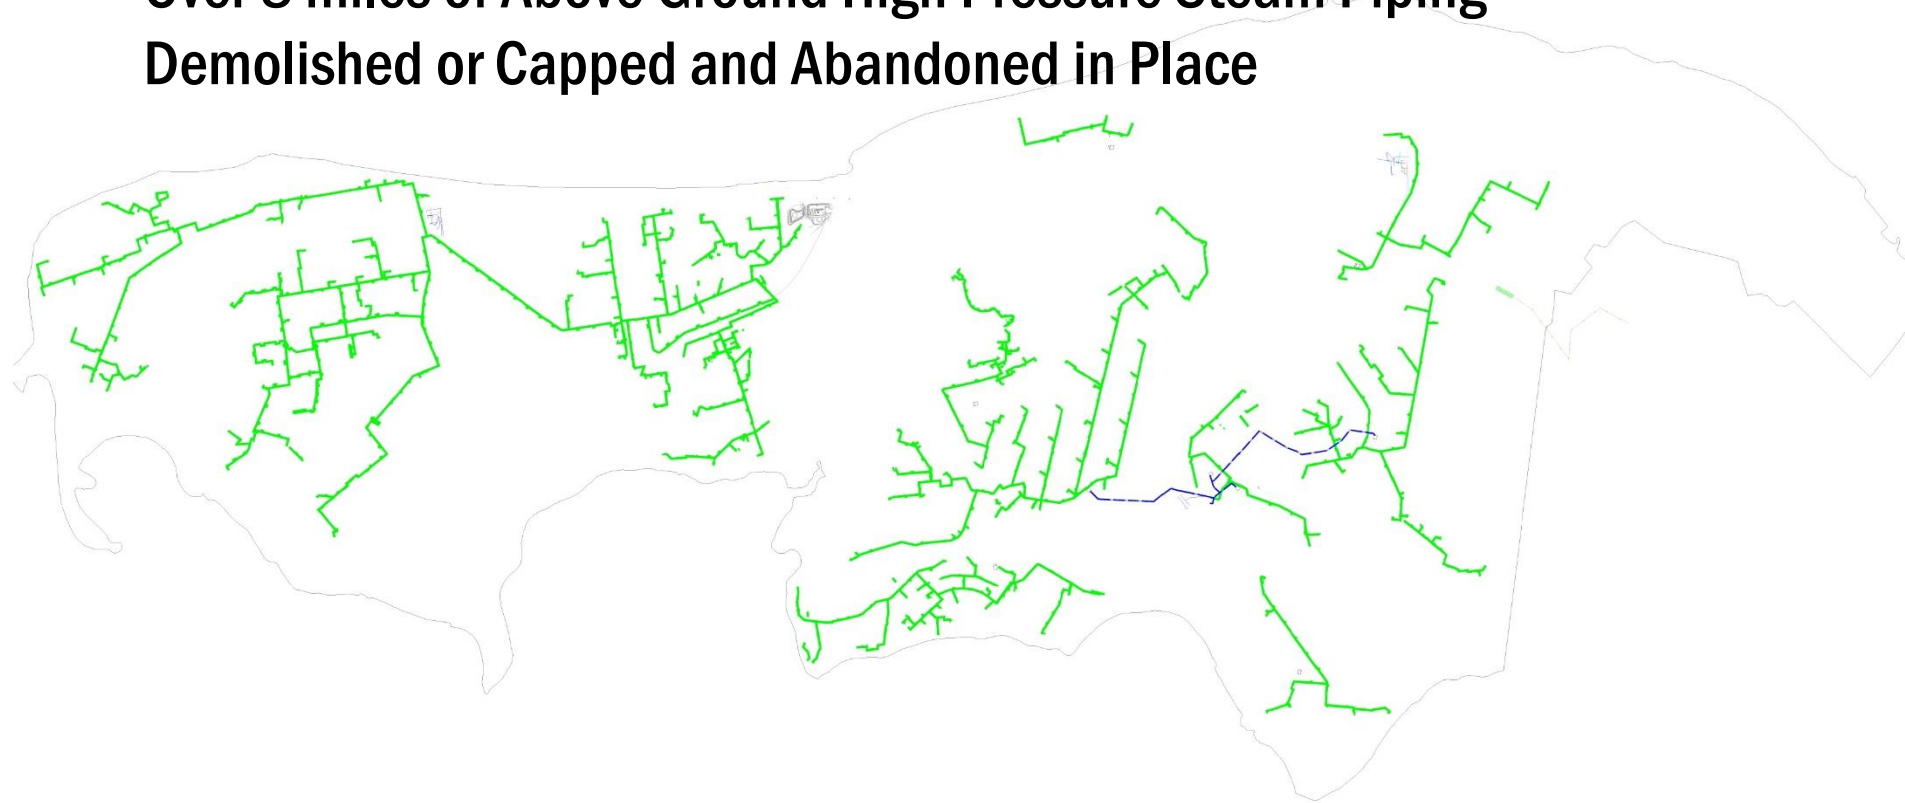 Over miles of Above Ground High Pressure Steam Piping
Demolished or Capped and Abandoned in Place